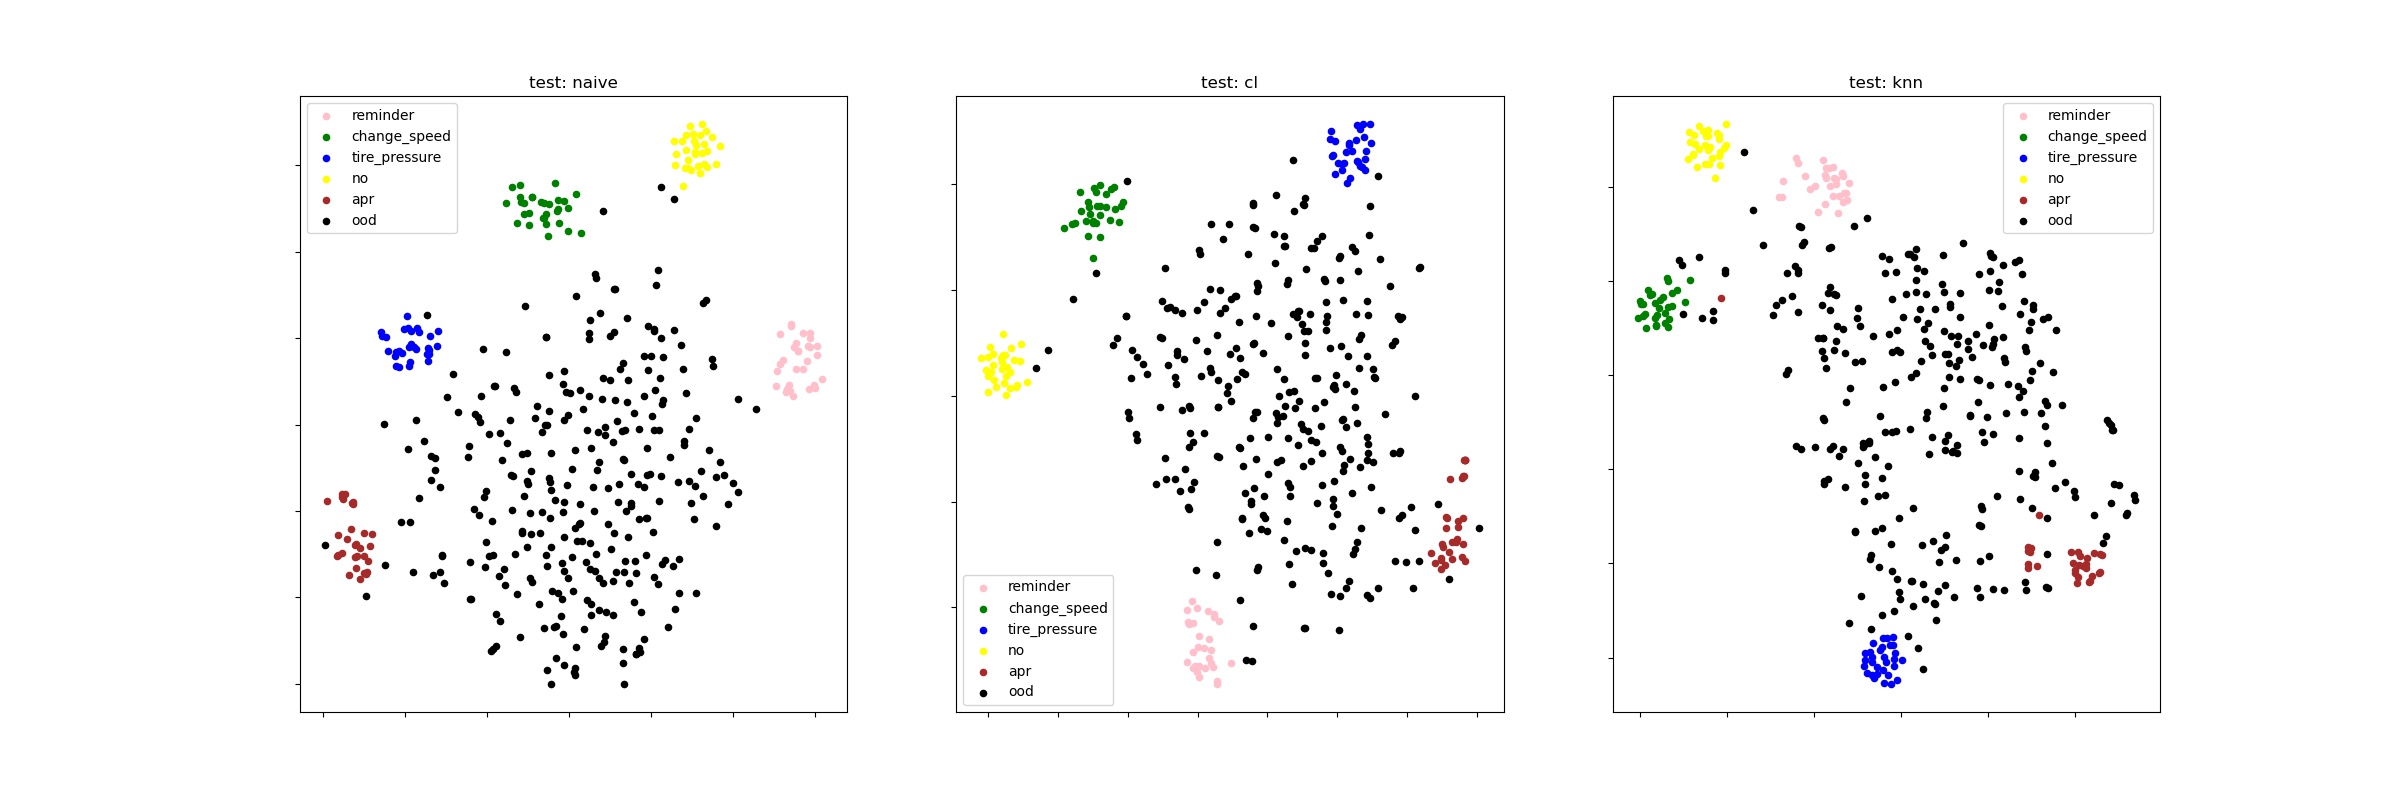 test: naive
reminder
change_speed
tire_pressure
no
apr
ood
test: cl
reminder
change_speed
tire_pressure
no
apr
ood
test: knn
reminder
change_speed
tire_pressure
no
apr
ood